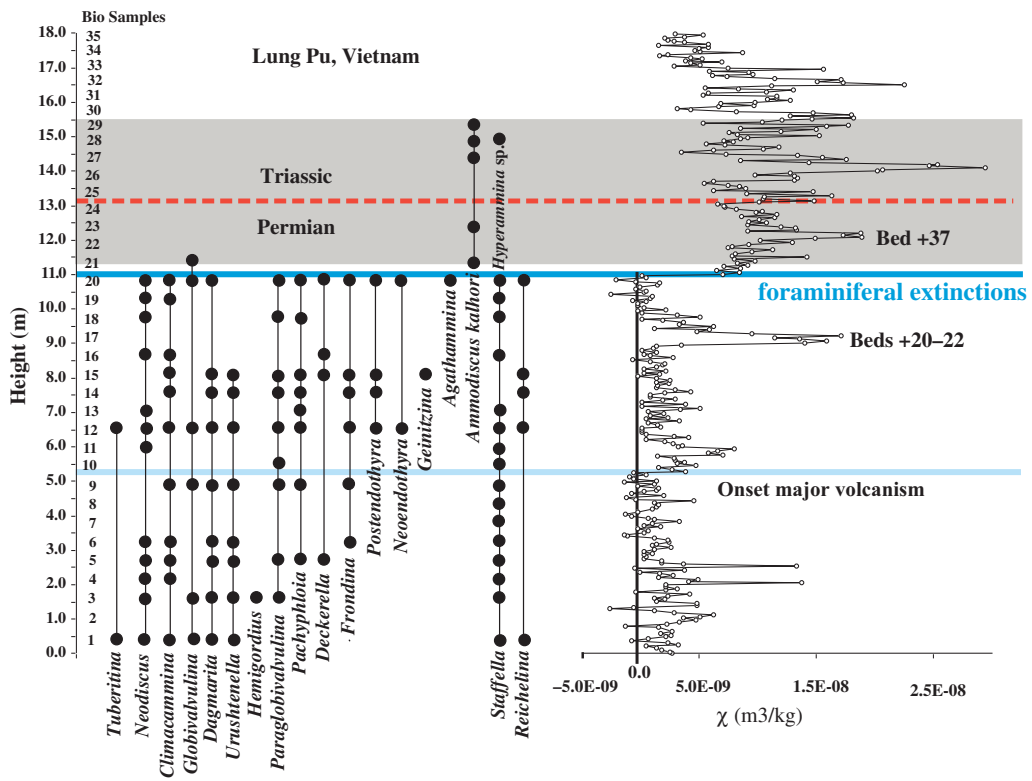 Bio Samples
Lung Pu, Vietnam
Height (m)
18.0
17.0
16.0
15.0
14.0
13.0
12.0
11.0
10.0
9.0
8.0
7.0
6.0
5.0
4.0
3.0
2.0
1.0
0.0
35
34
33
32
31
30
29
28
27
26
25
24
23
22
21
20
19
18
17
16
15
14
13
12
11
10
9
8
7
6
5
4
3
2
1
Triassic
Permian
Bed +37
foraminiferal extinctions
Beds +20–22
Onset major volcanism
Tuberitina
Neodiscus
Climacammina
Globivalvulina
Dagmarita
Urushtenella
Hemigordius
Paraglobivalvulina
Pachyphloia
Deckerella
Frondina
Postendothyra
Neoendothyra
Geinitzina
Agathammina
Ammodiscus kalhori
Hyperammina sp.
Staffella
Reichelina
−5.0E-09
0.0
5.0E-09
1.5E-08
2.5E-08
χ (m3/kg)